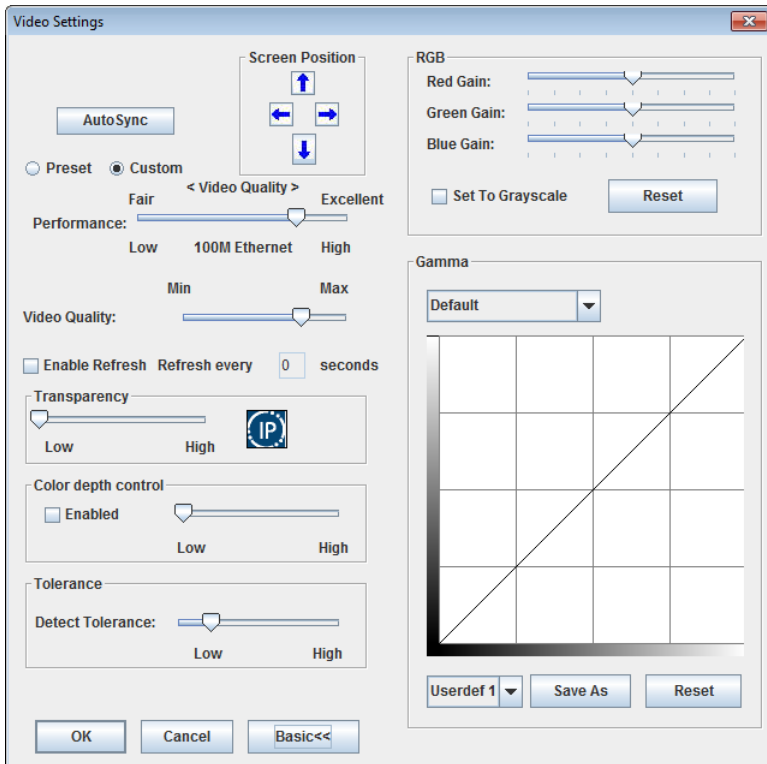 Video Settings
Screen Position
AutoSync
Preset Custom
< Video Quality >
Fair Excellent
Performance:
Low 100M Ethernet High
Min Max
Video Quality:
Enable Refresh Refresh every 0 seconds
Transparency
Low High
IP
Color depth control
Enabled
Low High
Tolerance
Detect Tolerance:
Low High
OK Cancel Basic<<
RGB
Red Gain:
Green Gain:
Blue Gain:
Set To Grayscale Reset
Gamma
Default
Userdef 1 Save As Reset